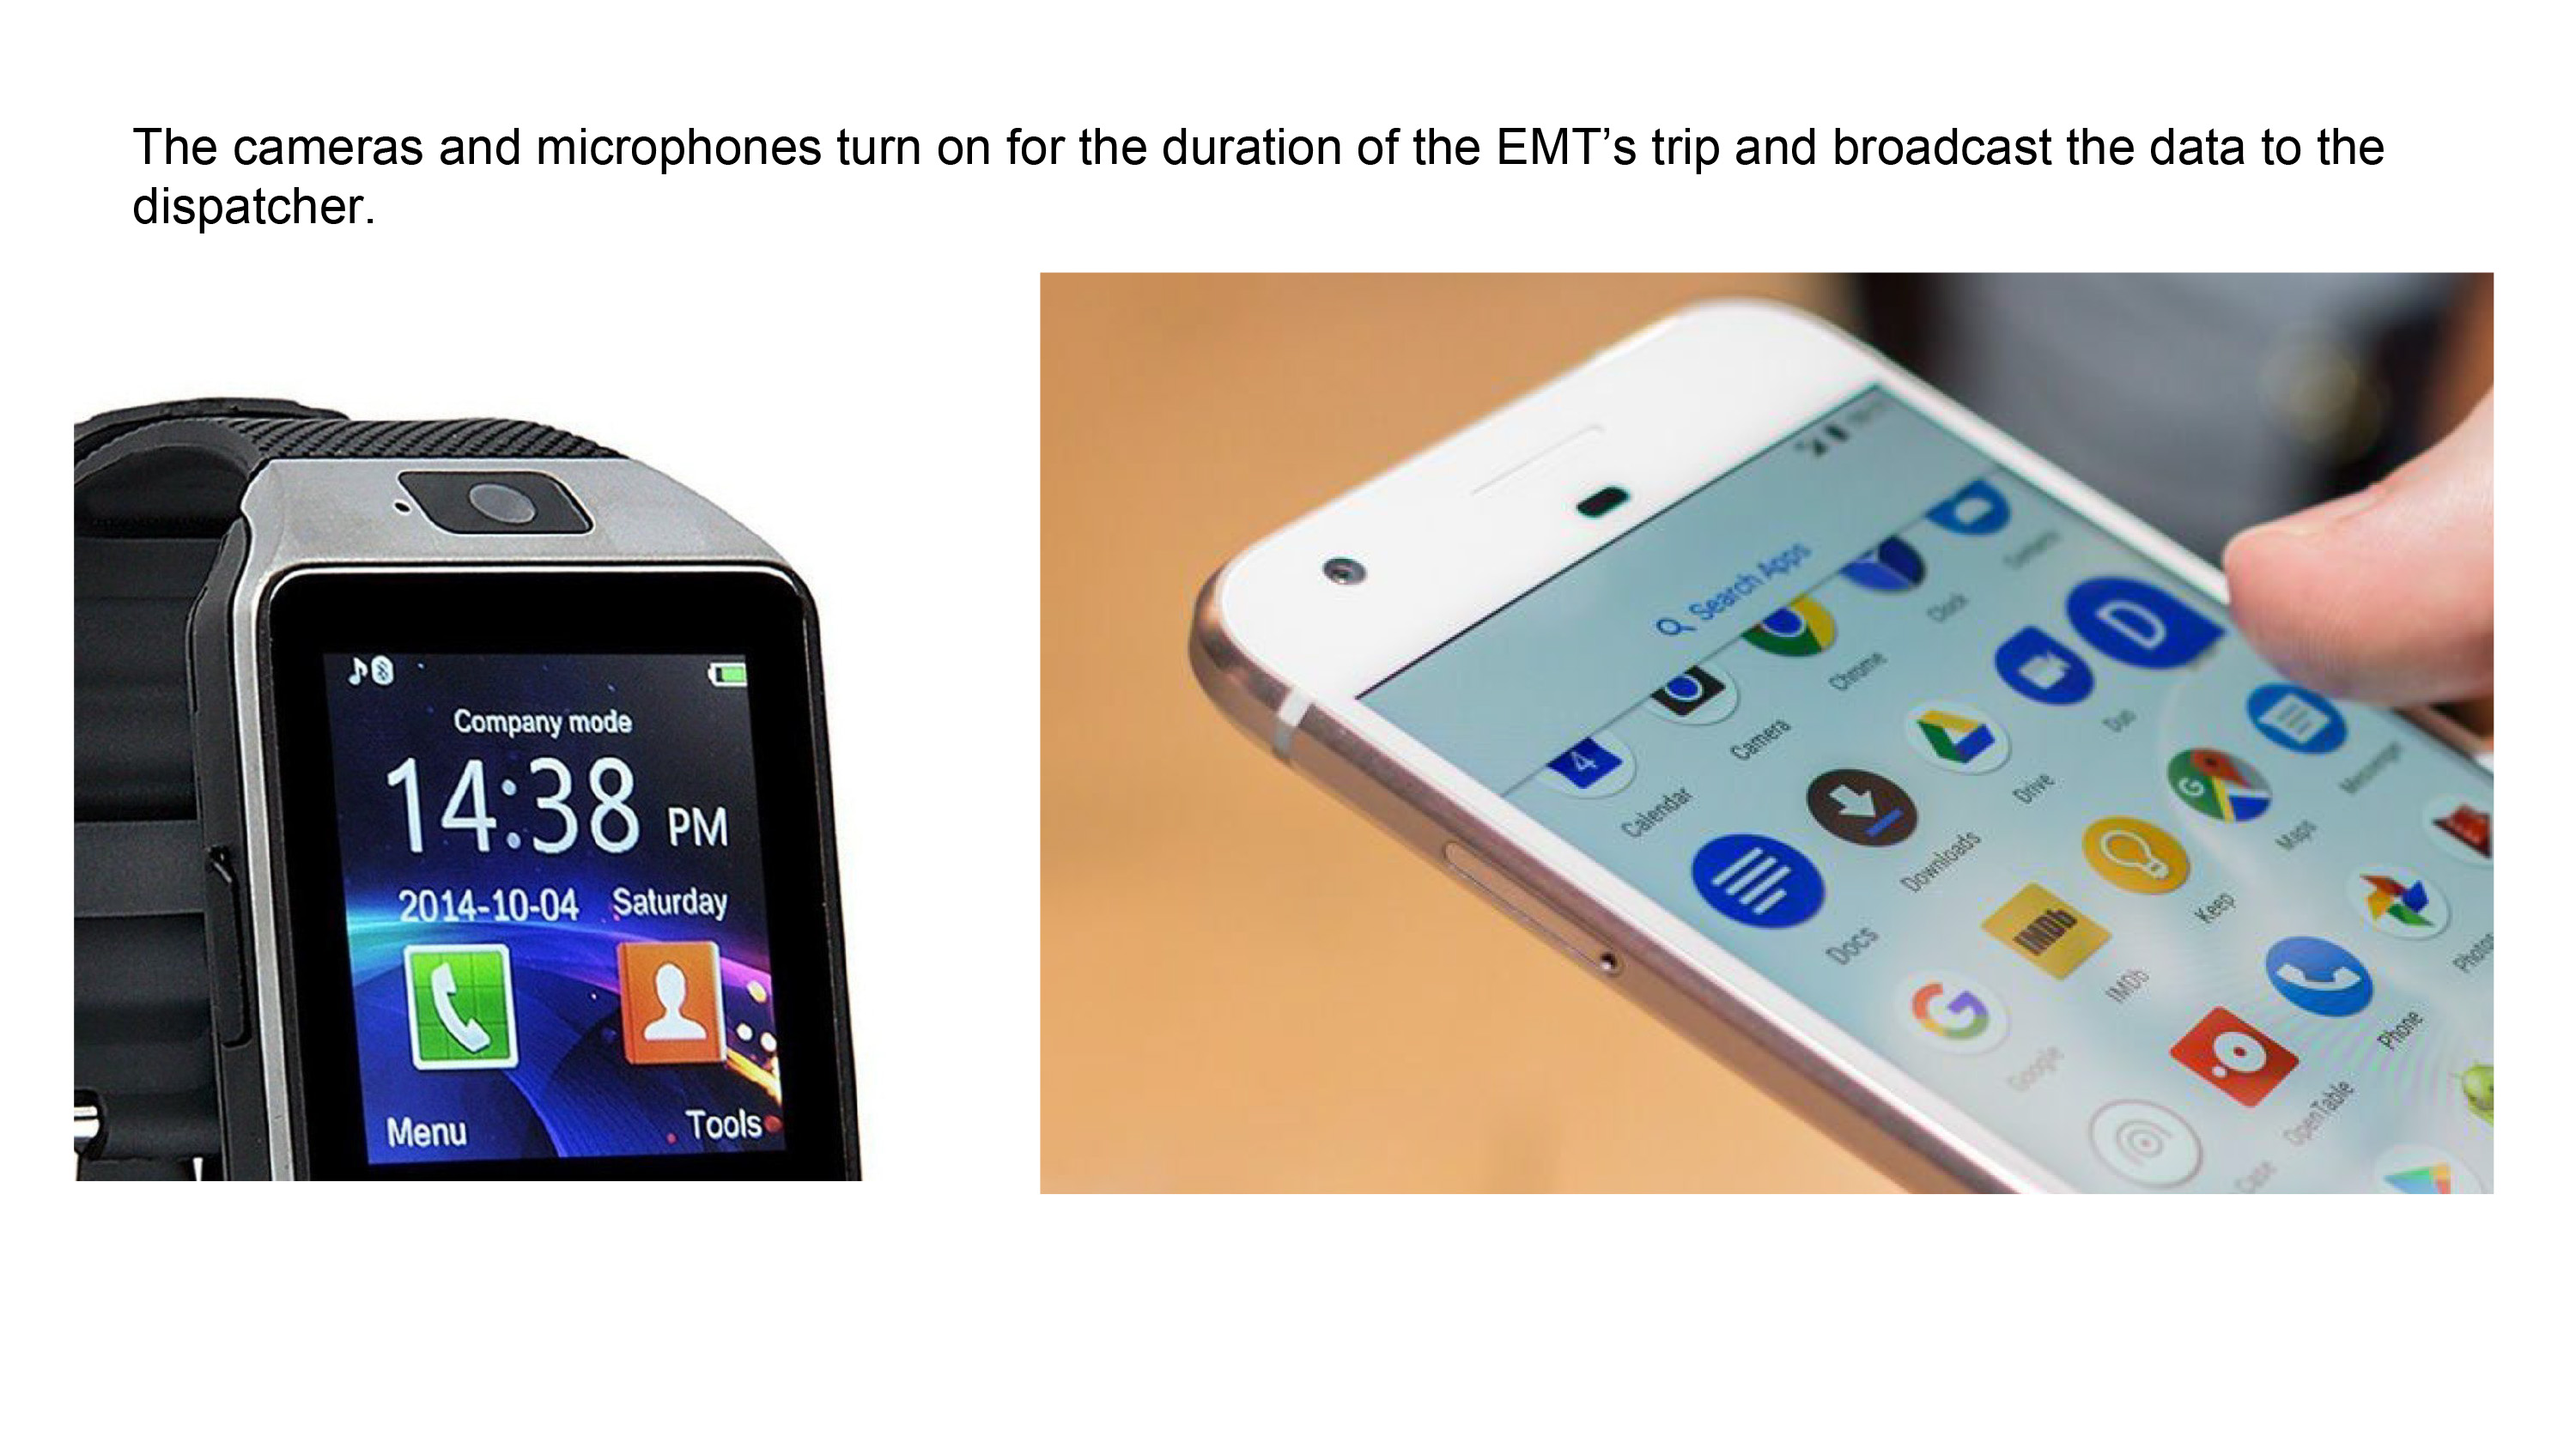 The cameras and microphones turn on for the duration of the EMT’s trip and broadcast the data to the
dispatcher.
Company mode
14:38 PM
2014-10-04 Saturday
Menu Tools
Search Apps
4
Calendar
Camera
Chrome
Clock
D
Docs
Downloads
Drive
Duo
IMDb
IMDb
Keep
G
Maps
Messenger
G
Google
OpenTable
Phone
Photos